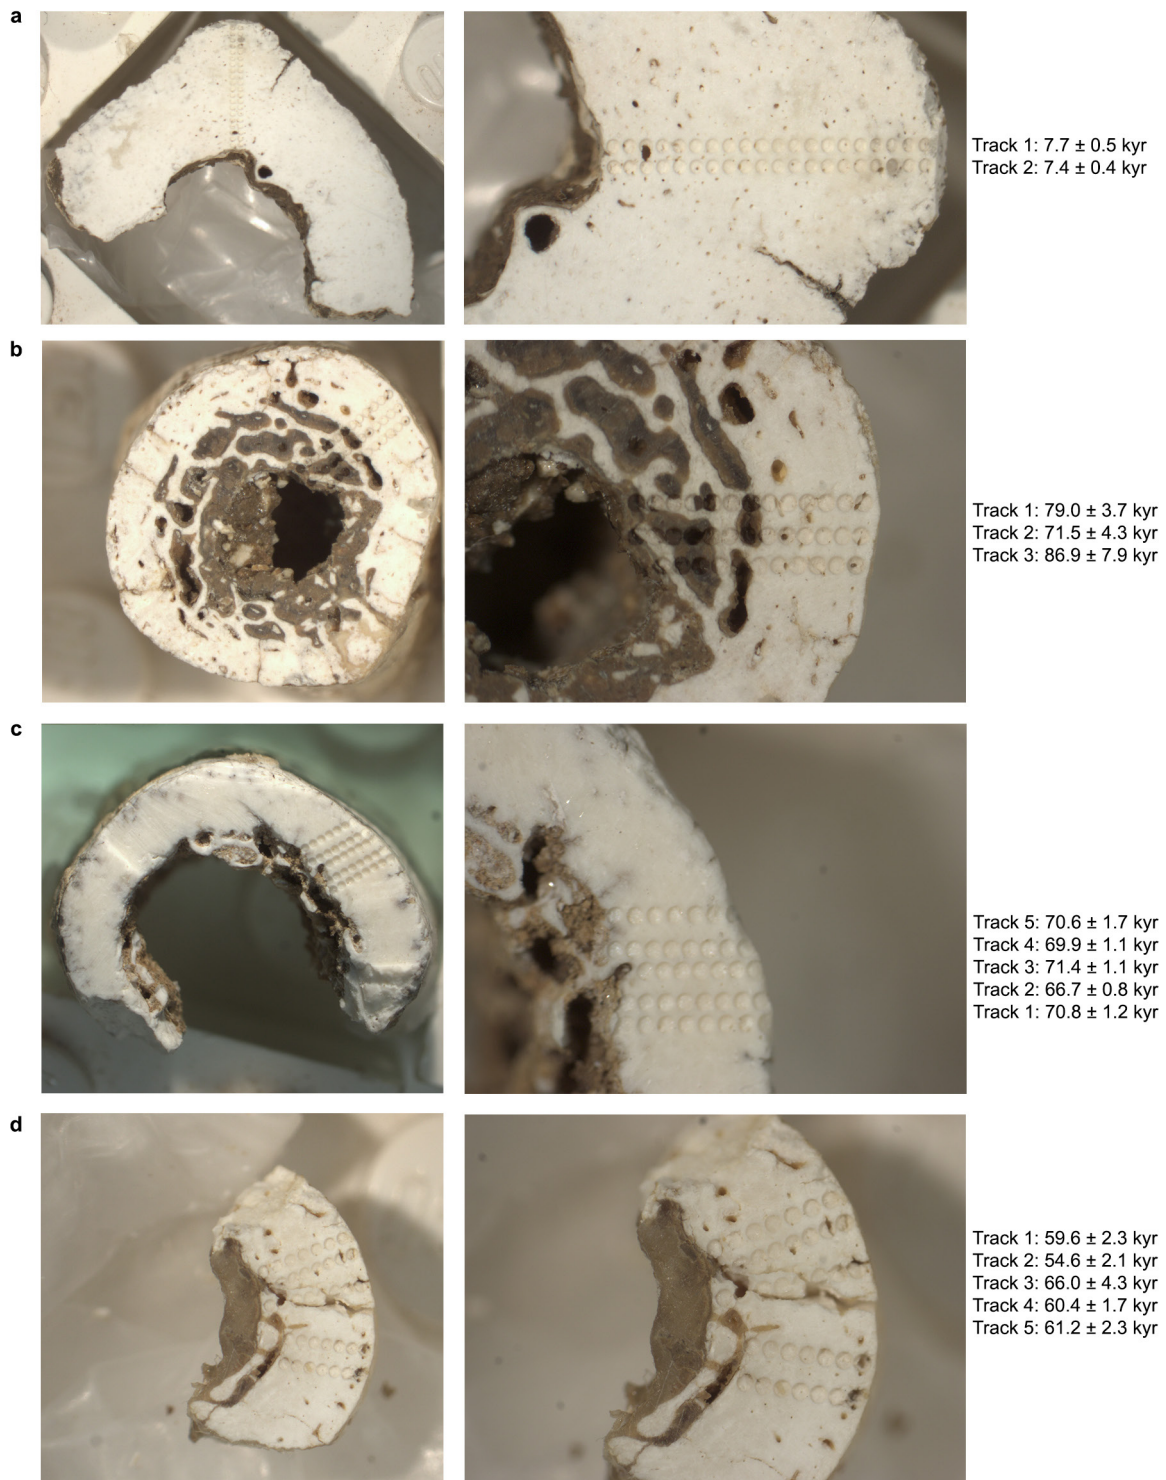 a
Track 1: 7.7 ± 0.5 kyr
Track 2: 7.4 ± 0.4 kyr
b
Track 1: 79.0 ± 3.7 kyr
Track 2: 71.5 ± 4.3 kyr
Track 3: 86.9 ± 7.9 kyr
c
Track 5: 70.6 ± 1.7 kyr
Track 4: 69.9 ± 1.1 kyr
Track 3: 71.4 ± 1.1 kyr
Track 2: 66.7 ± 0.8 kyr
Track 1: 70.8 ± 1.2 kyr
d
Track 1: 59.6 ± 2.3 kyr
Track 2: 54.6 ± 2.1 kyr
Track 3: 66.0 ± 4.3 kyr
Track 4: 60.4 ± 1.7 kyr
Track 5: 61.2 ± 2.3 kyr